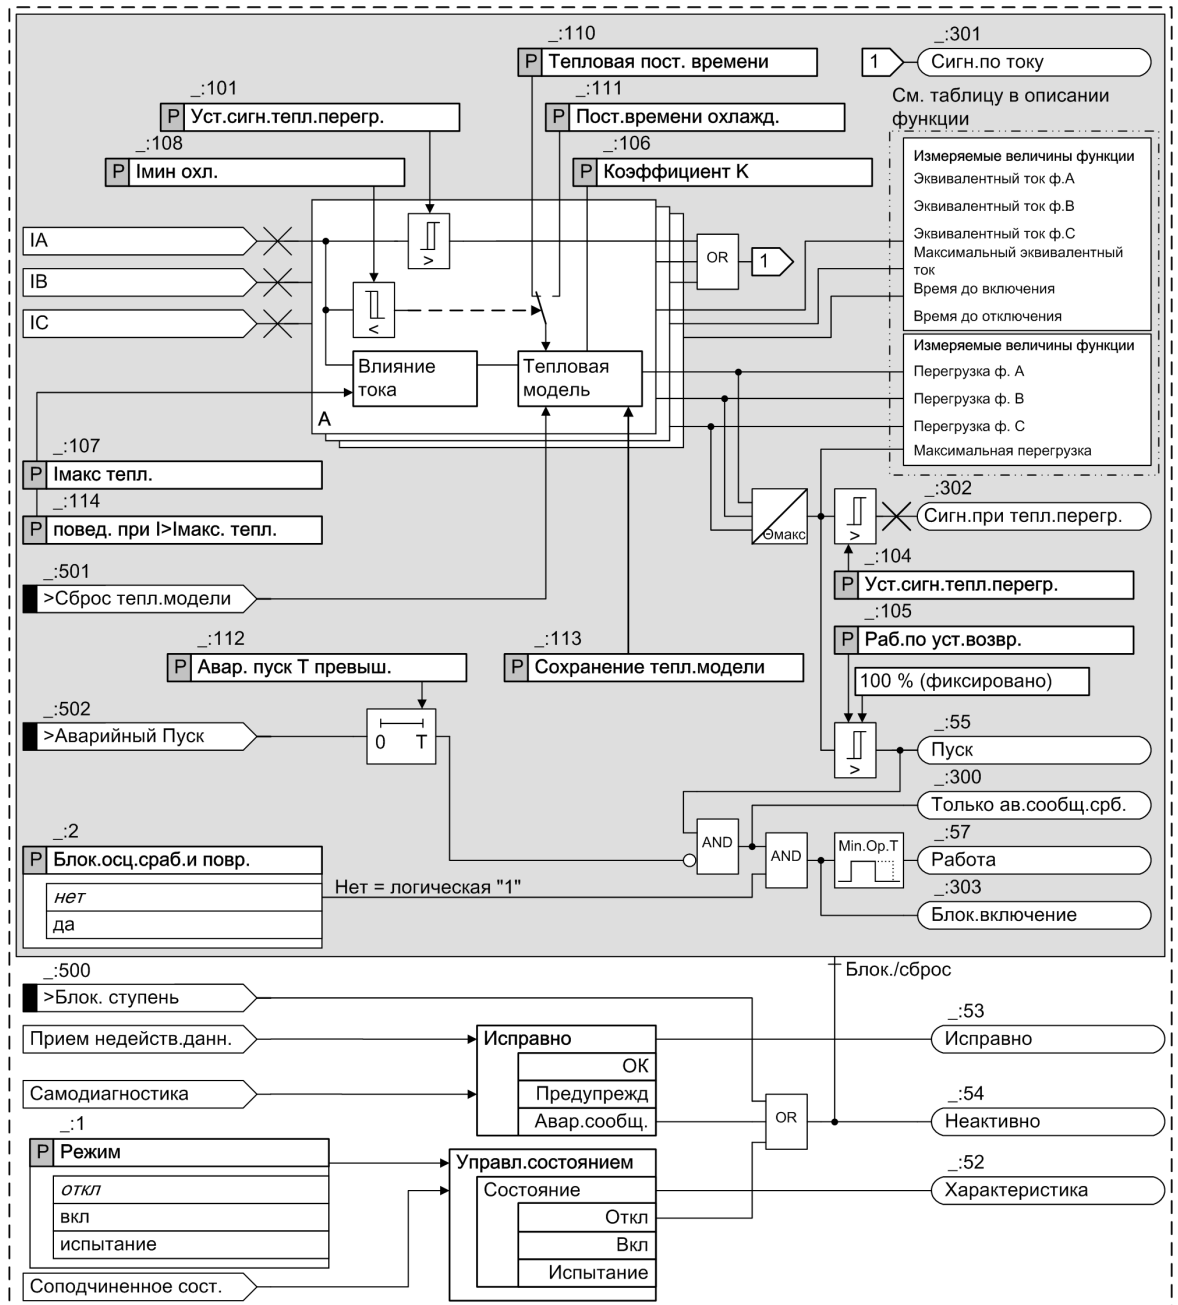 _:110
P Тепловая пост. времени
_:301
1 Сигн.по току
_:101
P Уст.сигн.тепл.перегр.
_:111
P Пост.времени охлажд.
См. таблицу в описании
функции
_:108
P Iмин охл.
_:106
P Коэффициент K
Измеряемые величины функции
Эквивалентный ток ф.А
Эквивалентный ток ф.В
Эквивалентный ток ф.С
Максимальный эквивалентный
ток
Время до включения
Время до отключения
IA
IB
IC
>
<
OR
1
Влияние
тока
Тепловая
модель
A
Измеряемые величины функции
Перегрузка ф. А
Перегрузка ф. В
Перегрузка ф. С
Максимальная перегрузка
_:107
P Iмакс тепл.
_:114
P повед. при I>Iмакс. тепл.
Θмакс
>
_:302
Сигн.при тепл.перегр.
_:501
>Сброс тепл.модели
_:104
P Уст.сигн.тепл.перегр.
_:105
P Раб.по уст.возвр.
_:112
P Авар. пуск T превыш.
_:113
P Сохранение тепл.модели
100 % (фиксировано)
_:502
>Аварийный Пуск
0 T
>
_:55
Пуск
_:300
Только ав.сообщ.срб.
_:2
P Блок.осц.сраб.и повр.
нет
да
Нет = логическая "1"
AND
AND
Min.Op.T
_:57
Работа
_:303
Блок.включение
Блок./сброс
_:500
>Блок. ступень
Прием недейств.данн.
Самодиагностика
Исправно
ОК
Предупрежд
Авар.сообщ.
_:53
Исправно
OR
_:54
Неактивно
_:1
P Режим
откл
вкл
испытание
Управл.состоянием
Состояние
Откл
Вкл
Испытание
_:52
Характеристика
Соподчиненное сост.